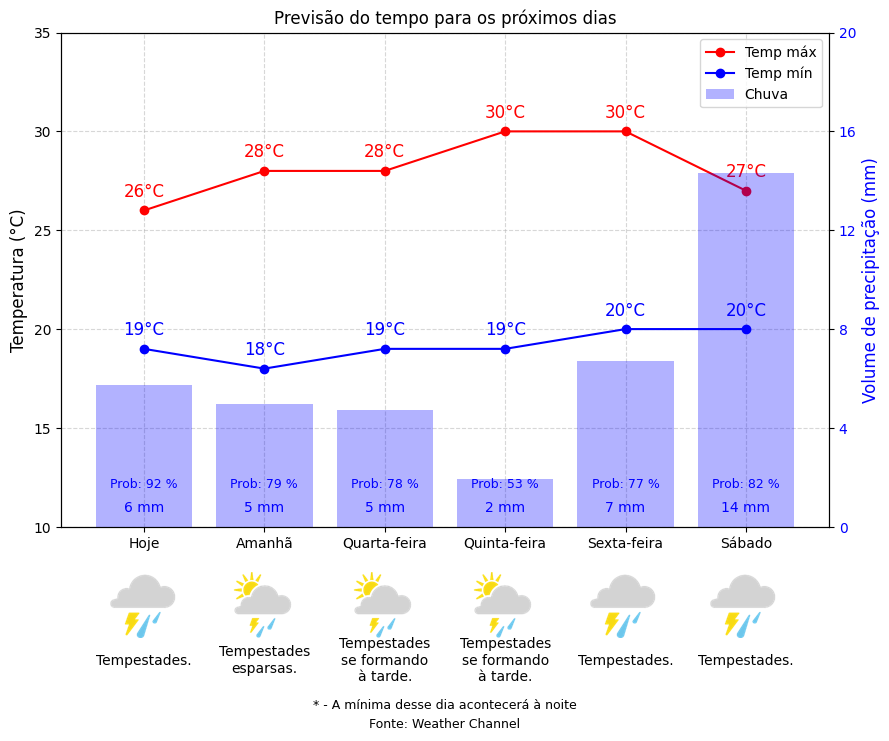 Previsão do tempo para os próximos dias
35
30
25
20
15
10
Temperatura (°C)
20
16
12
8
4
0
Volume de precipitação (mm)
Temp máx
Temp mín
Chuva
26°C
28°C
28°C
30°C
30°C
27°C
19°C
18°C
19°C
19°C
20°C
20°C
Prob: 92 %
Prob: 79 %
Prob: 78 %
Prob: 53 %
Prob: 77 %
Prob: 82 %
6 mm
5 mm
5 mm
2 mm
7 mm
14 mm
Hoje
Amanhã
Quarta-feira
Quinta-feira
Sexta-feira
Sábado
Tempestades.
Tempestades
esparsas.
Tempestades
se formando
à tarde.
Tempestades
se formando
à tarde.
Tempestades.
Tempestades.
* - A mínima desse dia acontecerá à noite
Fonte: Weather Channel